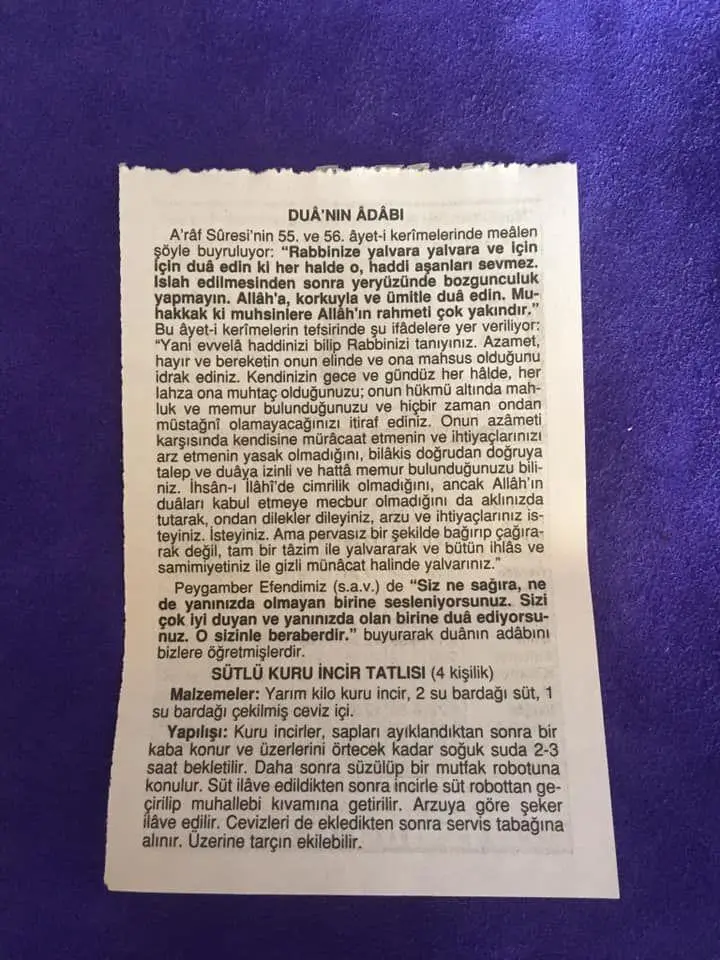 DUÂ'NIN ÂDÂBI
A'râf Sûresi'nin 55. ve 56. âyet-i kerîmelerinde meâlen
şöyle buyruluyor: "Rabbinize yalvara yalvara ve için
için duâ edin ki her halde o, haddi aşanları sevmez.
Islah edilmesinden sonra yeryüzünde bozgunculuk
yapmayın. Allâh'a, korkuyla ve ümitle duâ edin. Mu-
hakkak ki muhsinlere Allâh'ın rahmeti çok yakındır."
Bu âyet-i kerîmelerin tefsirinde şu ifâdelere yer veriliyor:
"Yani evvelâ haddinizi bilip Rabbinizi tanıyınız. Azamet,
hayır ve bereketin onun elinde ve ona mahsus olduğunu
idrak ediniz. Kendinizin gece ve gündüz her hâlde, her
lahza ona muhtaç olduğunuzu; onun hükmü altında mah-
luk ve memur bulunduğunuzu ve hiçbir zaman ondan
müstağnî olamayacağınızı itiraf ediniz. Onun azâmeti
karşısında kendisine mürâcaat etmenin ve ihtiyaçlarınızı
arz etmenin yasak olmadığını, bilâkis doğrudan doğruya
talep ve duâya izinli ve hattâ memur bulunduğunuzu bili-
niz. İhsân-ı İlâhî'de cimrilik olmadığını, ancak Allâh'ın
duâları kabul etmeye mecbur olmadığını da aklınızda
tutarak, ondan dilekler dileyiniz, arzu ve ihtiyaçlarınız is-
teyiniz. İsteyiniz. Ama pervasız bir şekilde bağırıp çağıra-
rak değil, tam bir tâzim ile yalvararak ve bütün ihlâs ve
samimiyetiniz ile gizli münâcat halinde yalvarınız."
Peygamber Efendimiz (s.a.v.) de "Siz ne sağıra, ne
de yanınızda olmayan birine sesleniyorsunuz. Sizi
çok iyi duyan ve yanınızda olan birine duâ ediyorsu-
nuz. O sizinle beraberdir." buyurarak duânın adâbını
bizlere öğretmişlerdir.
SÜTLÜ KURU İNCİR TATLISI (4 kişilik)
Malzemeler: Yarım kilo kuru incir, 2 su bardağı süt, 1
su bardağı çekilmiş ceviz içi.
Yapılışı: Kuru incirler, sapları ayıklandıktan sonra bir
kaba konur ve üzerlerini örtecek kadar soğuk suda 2-3
saat bekletilir. Daha sonra süzülüp bir mutfak robotuna
konulur. Süt ilâve edildikten sonra incirle süt robottan ge-
çirilip muhallebi kıvamına getirilir. Arzuya göre şeker
ilâve edilir. Cevizleri de ekledikten sonra servis tabağına
alınır. Üzerine tarçın ekilebilir.